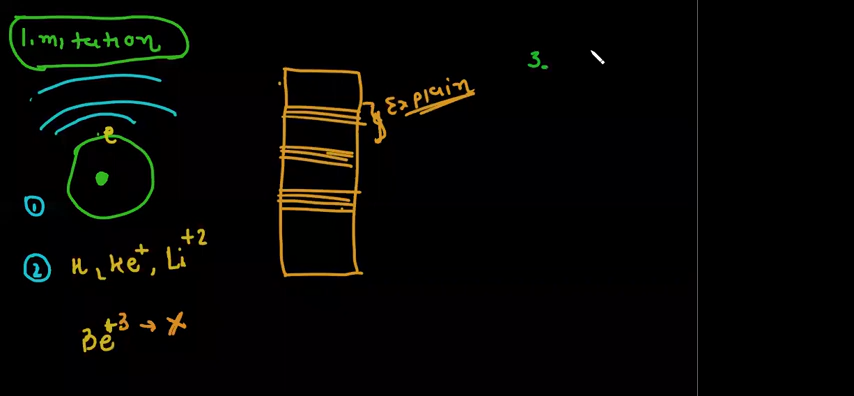 limitation
e
1
2 H, He+, Li+2
Be+3 → X
Explain
3.